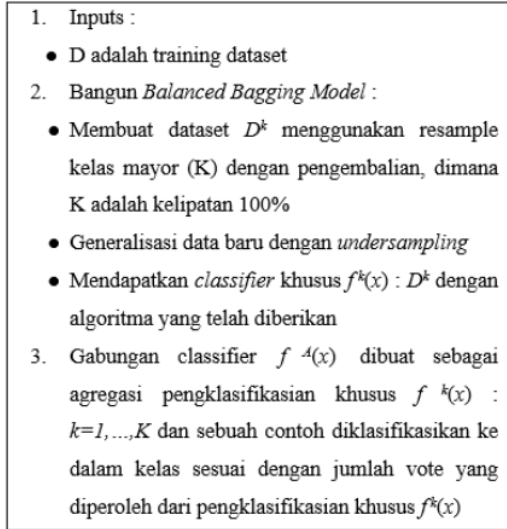 1. Inputs :
• D adalah training dataset
2. Bangun Balanced Bagging Model :
• Membuat dataset Dᵏ menggunakan resample
kelas mayor (K) dengan pengembalian, dimana
K adalah kelipatan 100%
• Generalisasi data baru dengan undersampling
• Mendapatkan classifier khusus fᵏ(x) : Dᵏ dengan
algoritma yang telah diberikan
3. Gabungan classifier f ᴬ(x) dibuat sebagai
agregasi pengklasifikasian khusus f ᵏ(x) :
k=1,...,K dan sebuah contoh diklasifikasikan ke
dalam kelas sesuai dengan jumlah vote yang
diperoleh dari pengklasifikasian khusus fᵏ(x)